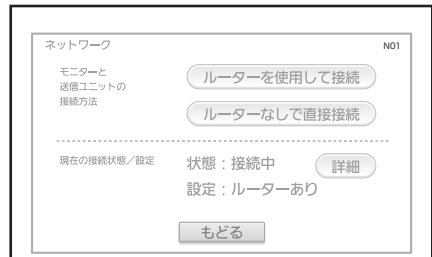 ネットワーク
N01
モニターと
送信ユニットの
接続方法
ルーターを使用して接続
ルーターなしで直接接続
現在の接続状態／設定
状態：接続中
詳細
設定：ルーターあり
もどる